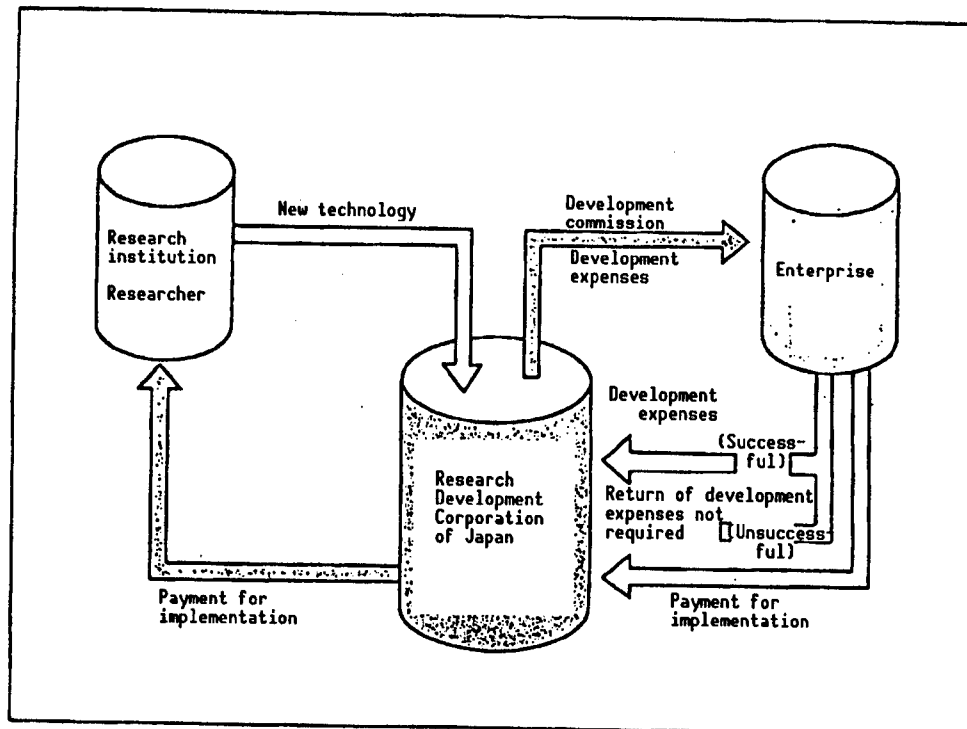 New technology
Research
institution
Researcher
Development
commission
Development
expenses
Enterprise
Development
expenses
(Success-
ful)
Research
Development
Corporation
of Japan
Return of development
expenses not
required
(Unsuccess-
ful)
Payment for
implementation
Payment for
implementation